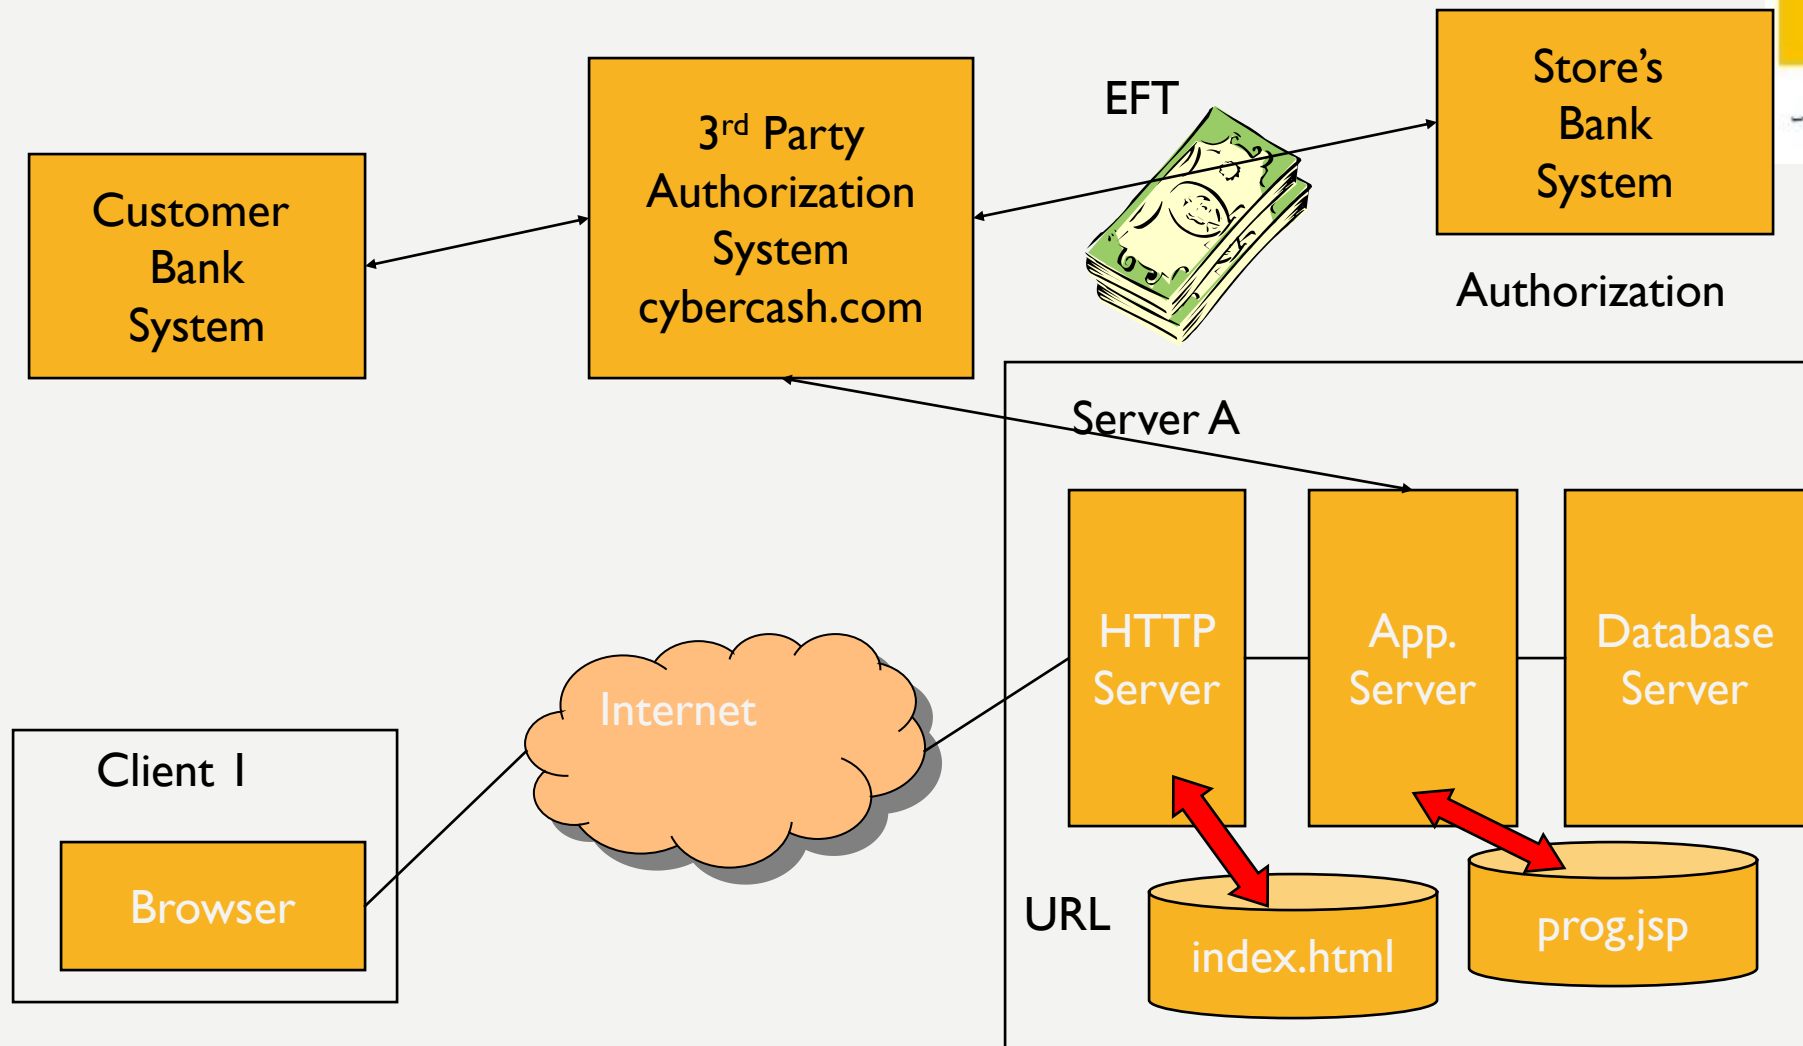 Customer
Bank
System
3rd Party
Authorization
System
cybercash.com
EFT
Store’s
Bank
System
Authorization
Server A
HTTP
Server
App.
Server
Database
Server
Internet
Client 1
Browser
URL
index.html
prog.jsp